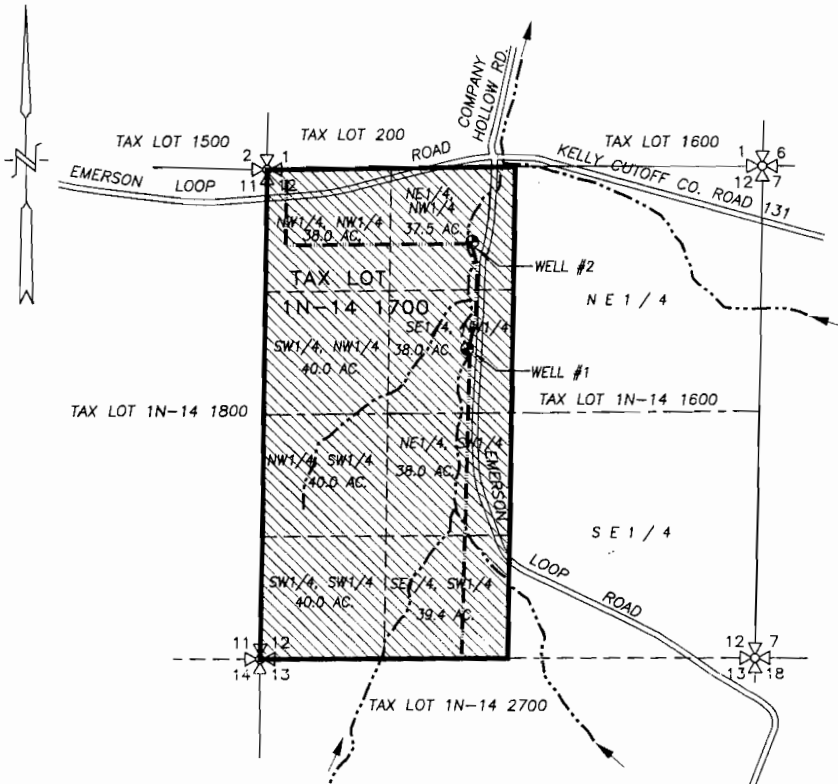 COMPANY
HOLLOW RD.
TAX LOT 1500
TAX LOT 200
ROAD
TAX LOT 1600
2 1
11 12
1 6
12 7
EMERSON LOOP
KELLY CUTOFF CO. ROAD 131
NW1/4, NW1/4
38.0 AC.
NE1/4,
NW1/4
37.5 AC.
WELL #2
TAX LOT
1N-14 1700
N E 1 / 4
SW1/4, NW1/4
40.0 AC.
SE1/4, NW1/4
38.0 AC.
WELL #1
TAX LOT 1N-14 1800
TAX LOT 1N-14 1600
NW1/4, SW1/4
40.0 AC.
NE1/4, SW1/4
38.0 AC.
EMERSON
S E 1 / 4
SW1/4, SW1/4
40.0 AC.
SE1/4, SW1/4
39.4 AC.
LOOP
ROAD
11 12
14 13
12 7
13 18
TAX LOT 1N-14 2700